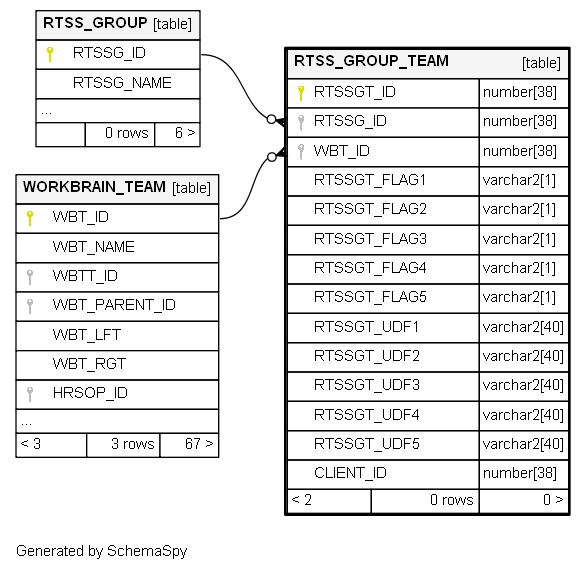 RTSS_GROUP [table]
RTSSG_ID
RTSSG_NAME
...
0 rows 6 >
WORKBRAIN_TEAM [table]
WBT_ID
WBT_NAME
WBTT_ID
WBT_PARENT_ID
WBT_LFT
WBT_RGT
HRSOP_ID
...
< 3 3 rows 67 >
RTSS_GROUP_TEAM [table]
RTSSGT_ID number[38]
RTSSG_ID number[38]
WBT_ID number[38]
RTSSGT_FLAG1 varchar2[1]
RTSSGT_FLAG2 varchar2[1]
RTSSGT_FLAG3 varchar2[1]
RTSSGT_FLAG4 varchar2[1]
RTSSGT_FLAG5 varchar2[1]
RTSSGT_UDF1 varchar2[40]
RTSSGT_UDF2 varchar2[40]
RTSSGT_UDF3 varchar2[40]
RTSSGT_UDF4 varchar2[40]
RTSSGT_UDF5 varchar2[40]
CLIENT_ID number[38]
< 2 0 rows 0 >
Generated by SchemaSpy